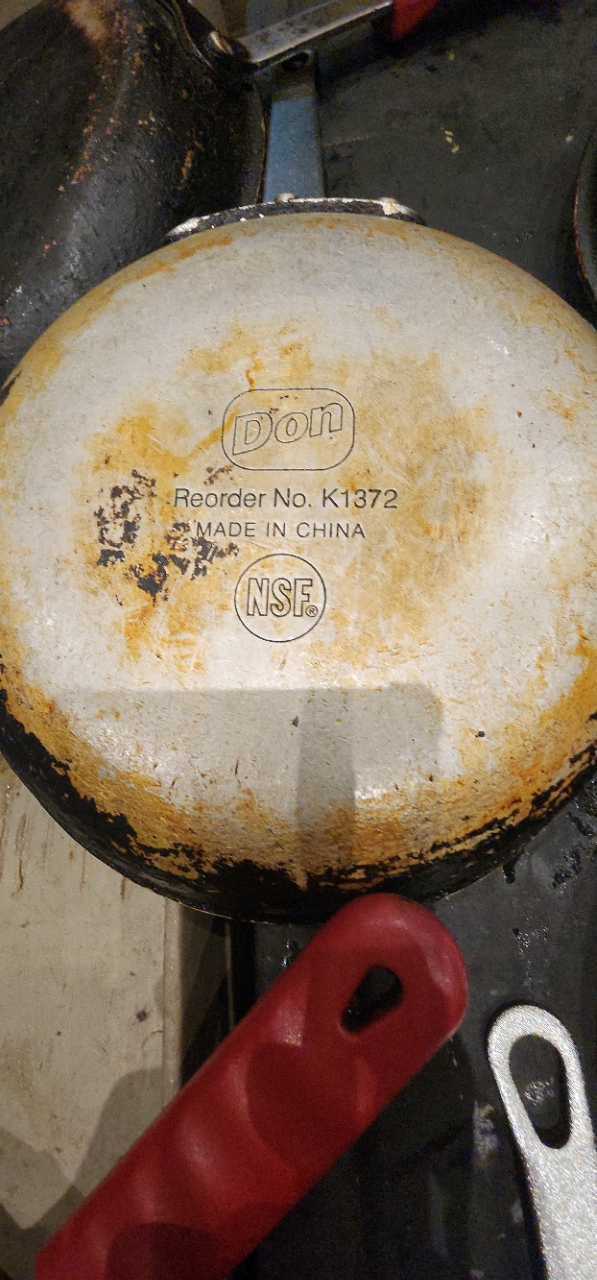 Don
Reorder No. K1372
MADE IN CHINA
NSF®